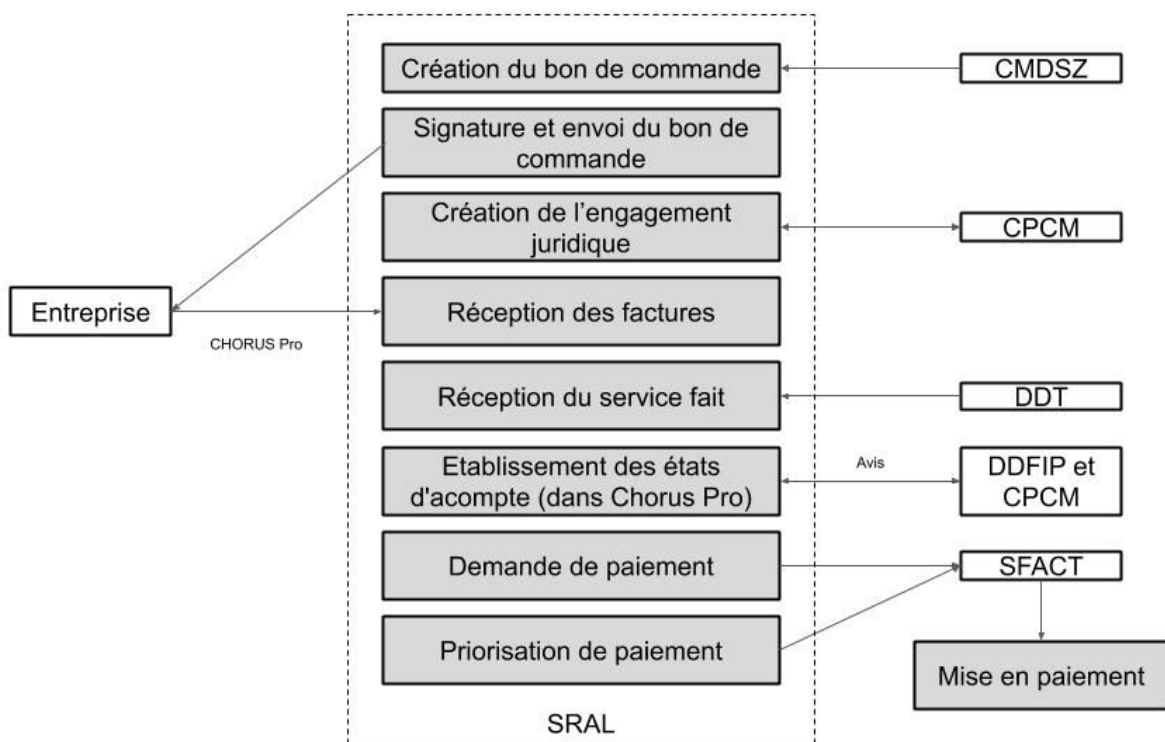 Création du bon de commande
CMDSZ
Signature et envoi du bon de
commande
Création de l'engagement
juridique
CPCM
Entreprise
Réception des factures
CHORUS Pro
Réception du service fait
DDT
Etablissement des états
d'acompte (dans Chorus Pro)
Avis
DDFIP et
CPCM
Demande de paiement
SFACT
Priorisation de paiement
Mise en paiement
SRAL